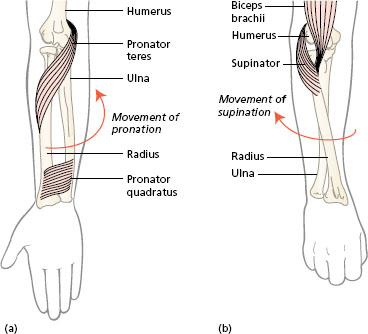 Humerus
Pronator
teres
Ulna
Movement of
pronation
Radius
Pronator
quadratus
(a)
Biceps
brachii
Humerus
Supinator
Movement of
supination
Radius
Ulna
(b)